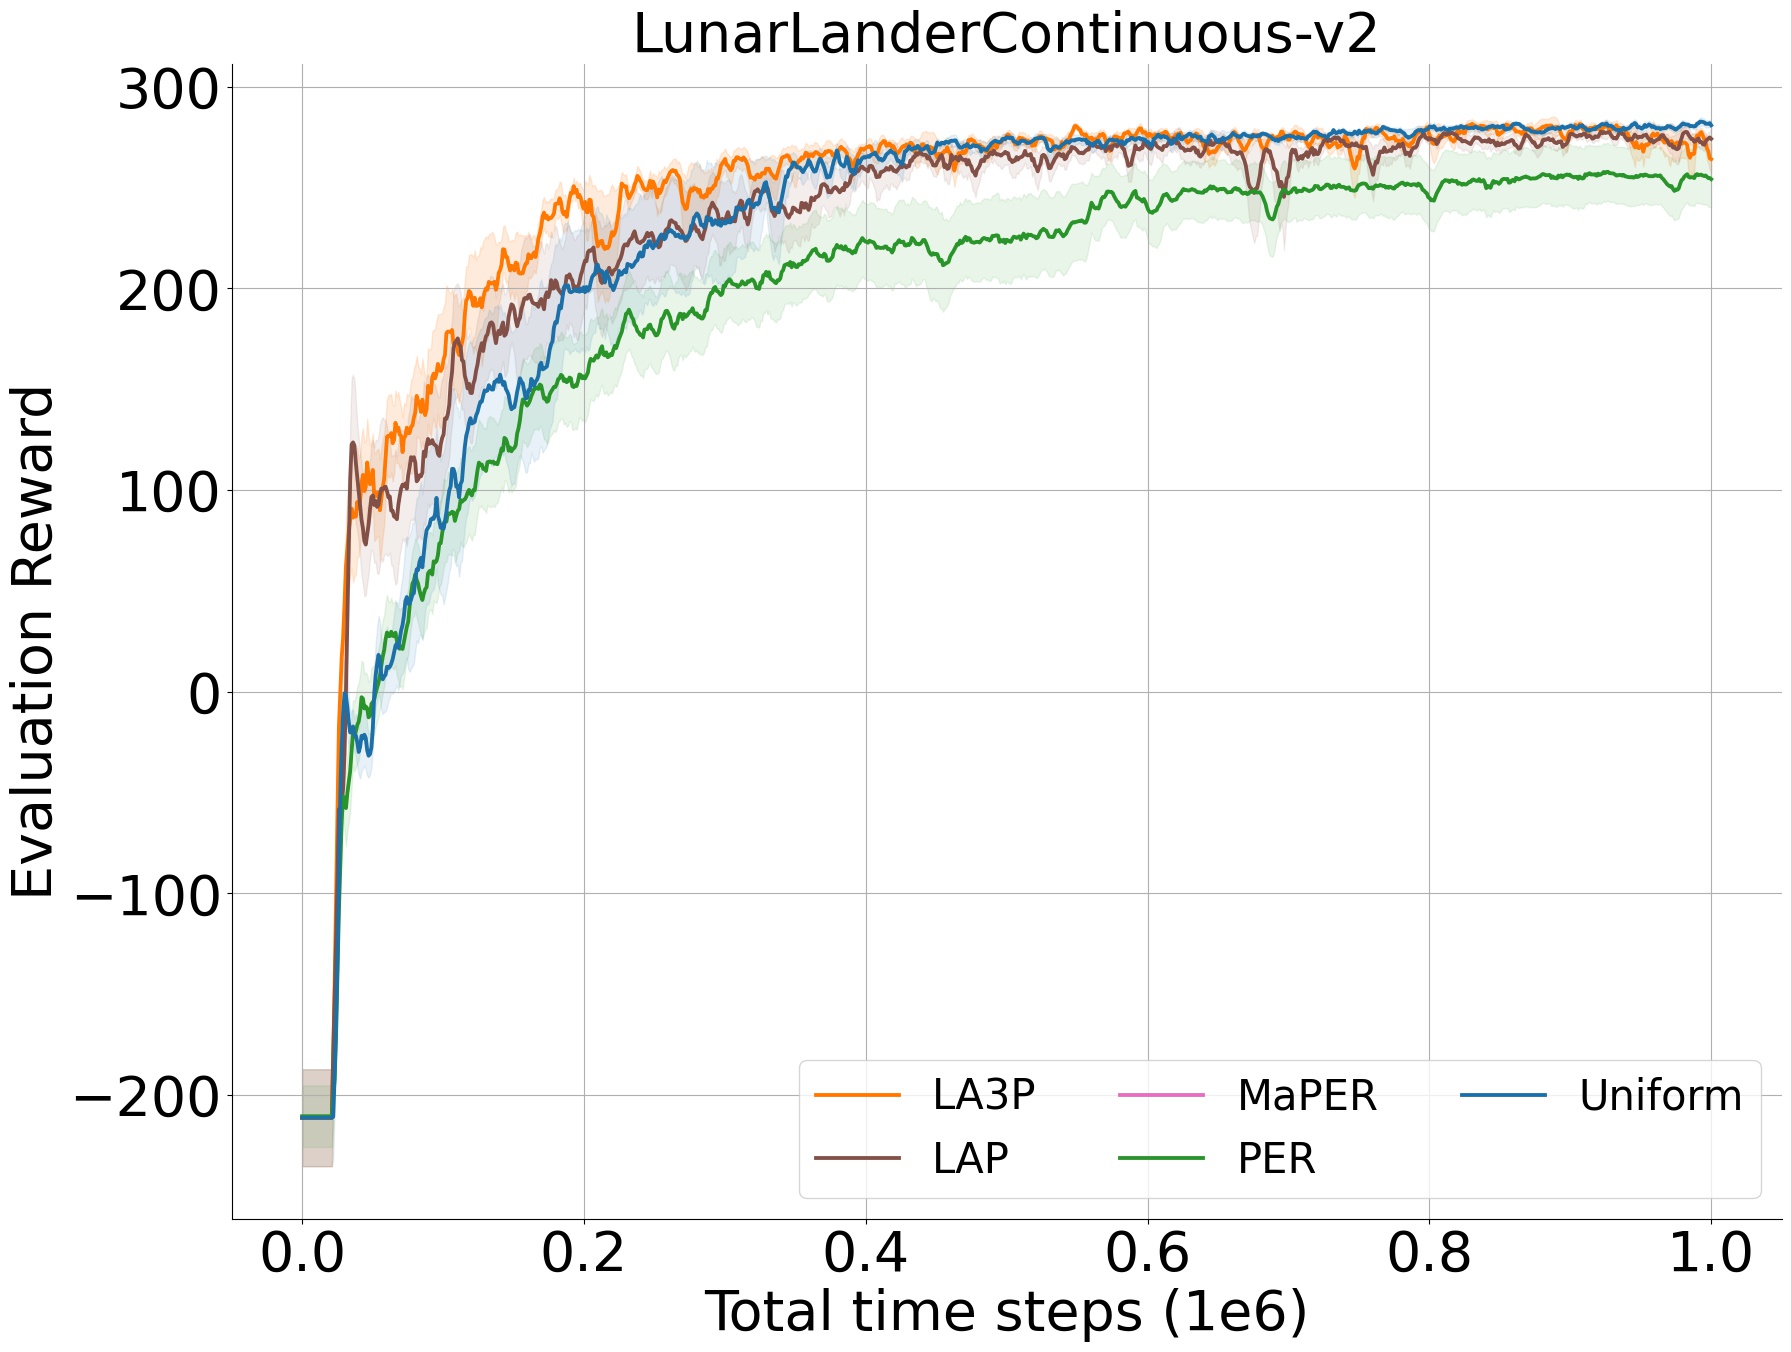 LunarLanderContinuous-v2
300
200
100
0
−100
−200
Evaluation Reward
LA3P
MaPER
Uniform
LAP
PER
0.0
0.2
0.4
0.6
0.8
1.0
Total time steps (1e6)